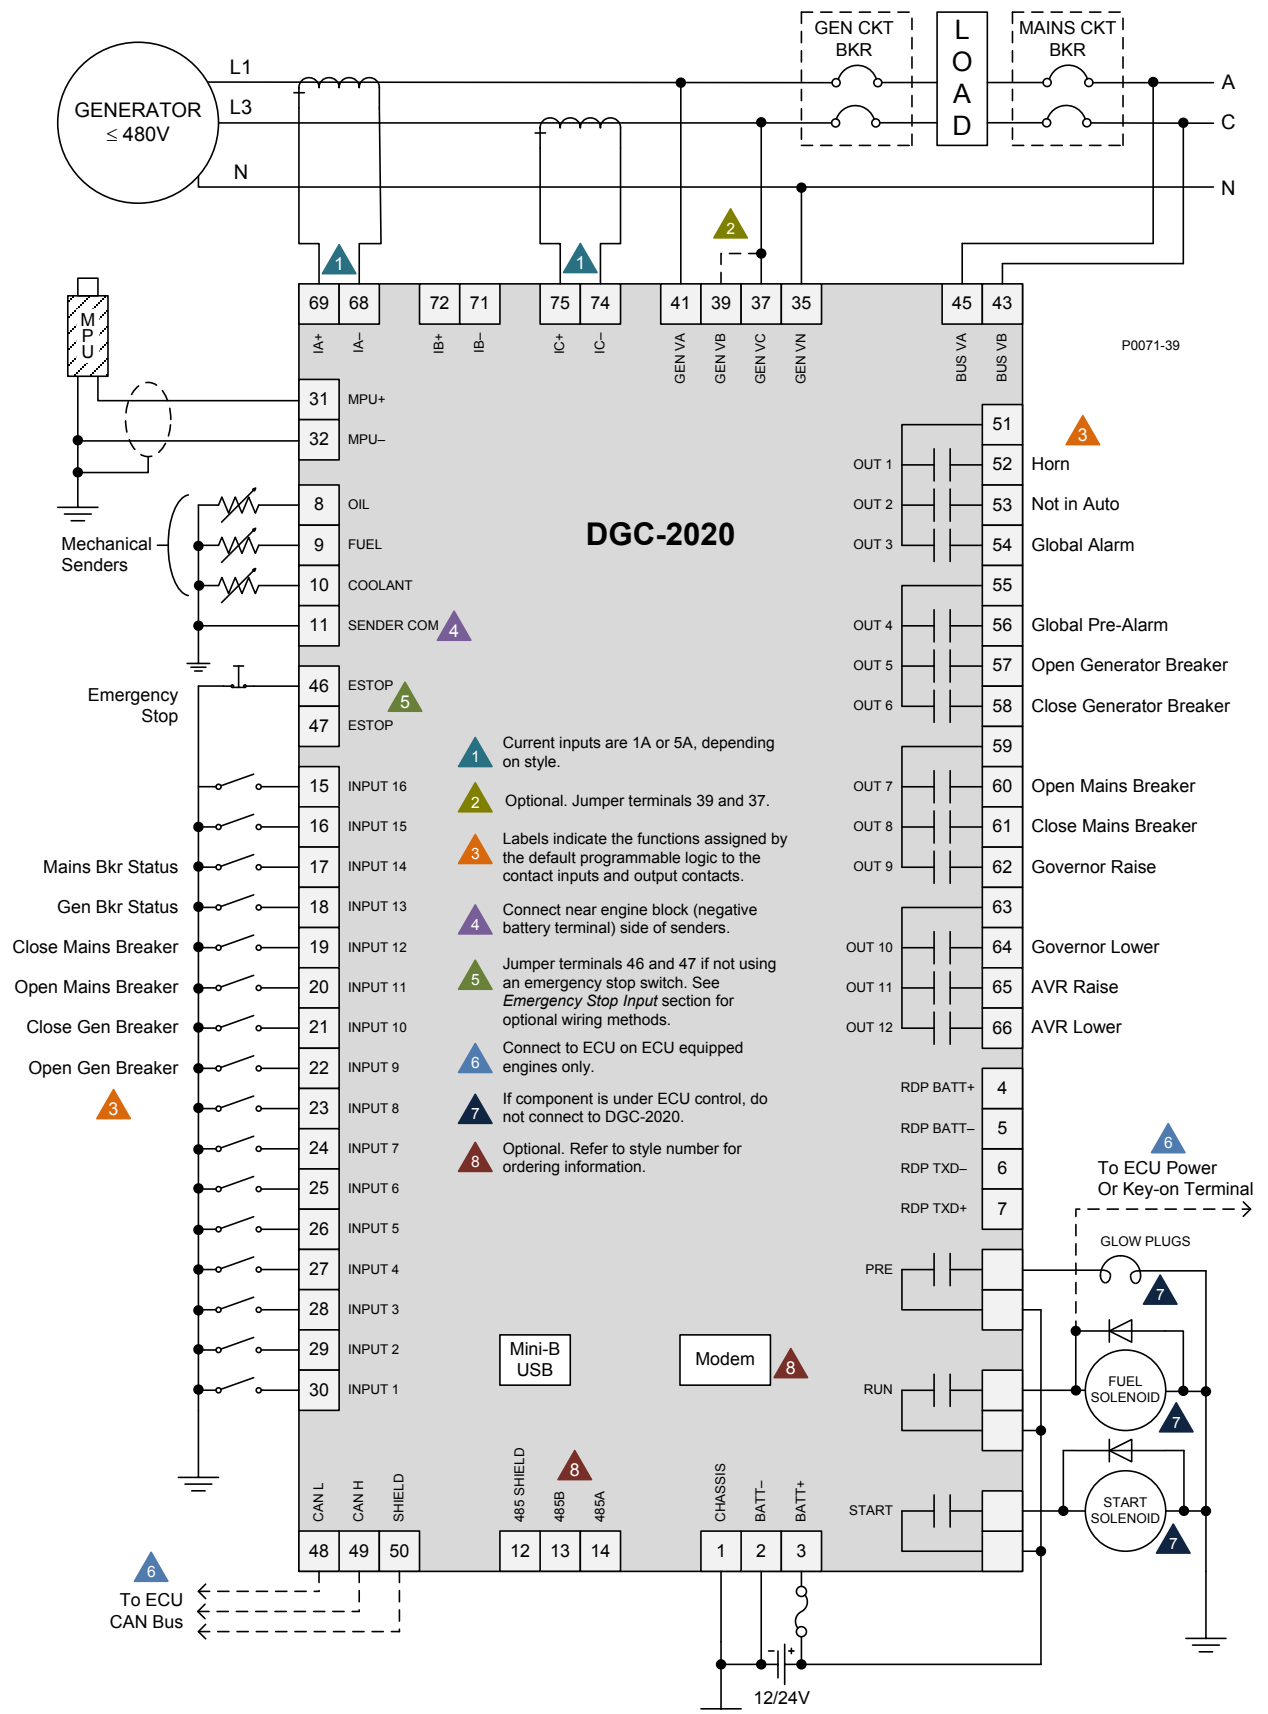 GEN CKT
BKR
LOAD
MAINS CKT
BKR
GENERATOR
≤ 480V
L1
L3
N
A
C
N
2
1
1
69
68
72
71
75
74
41
39
37
35
45
43
IA+
IA–
IB+
IB–
IC+
IC–
GEN VA
GEN VB
GEN VC
GEN VN
BUS VA
BUS VB
P0071-39
MPU
31 MPU+
32 MPU–
DGC-2020
Mechanical
Senders
8 OIL
9 FUEL
10 COOLANT
11 SENDER COM
4
Emergency
Stop
46 ESTOP
47 ESTOP
5
15 INPUT 16
16 INPUT 15
Mains Bkr Status 17 INPUT 14
Gen Bkr Status 18 INPUT 13
Close Mains Breaker 19 INPUT 12
Open Mains Breaker 20 INPUT 11
Close Gen Breaker 21 INPUT 10
Open Gen Breaker 22 INPUT 9
3
23 INPUT 8
24 INPUT 7
25 INPUT 6
26 INPUT 5
27 INPUT 4
28 INPUT 3
29 INPUT 2
30 INPUT 1
1 Current inputs are 1A or 5A, depending
on style.
2 Optional. Jumper terminals 39 and 37.
3 Labels indicate the functions assigned by
the default programmable logic to the
contact inputs and output contacts.
4 Connect near engine block (negative
battery terminal) side of senders.
5 Jumper terminals 46 and 47 if not using
an emergency stop switch. See
Emergency Stop Input section for
optional wiring methods.
6 Connect to ECU on ECU equipped
engines only.
7 If component is under ECU control, do
not connect to DGC-2020.
8 Optional. Refer to style number for
ordering information.
51
3
OUT 1 52 Horn
OUT 2 53 Not in Auto
OUT 3 54 Global Alarm
55
OUT 4 56 Global Pre-Alarm
OUT 5 57 Open Generator Breaker
OUT 6 58 Close Generator Breaker
59
OUT 7 60 Open Mains Breaker
OUT 8 61 Close Mains Breaker
OUT 9 62 Governor Raise
63
OUT 10 64 Governor Lower
OUT 11 65 AVR Raise
OUT 12 66 AVR Lower
RDP BATT+ 4
RDP BATT– 5
RDP TXD– 6
RDP TXD+ 7
6
To ECU Power
Or Key-on Terminal
GLOW PLUGS
PRE
7
Mini-B
USB
Modem
8
RUN
FUEL
SOLENOID
7
START
START
SOLENOID
7
CAN L
CAN H
SHIELD
485 SHIELD
485B
485A
8
CHASSIS
BATT–
BATT+
48
49
50
12
13
14
1
2
3
6
To ECU
CAN Bus
- +
12/24V